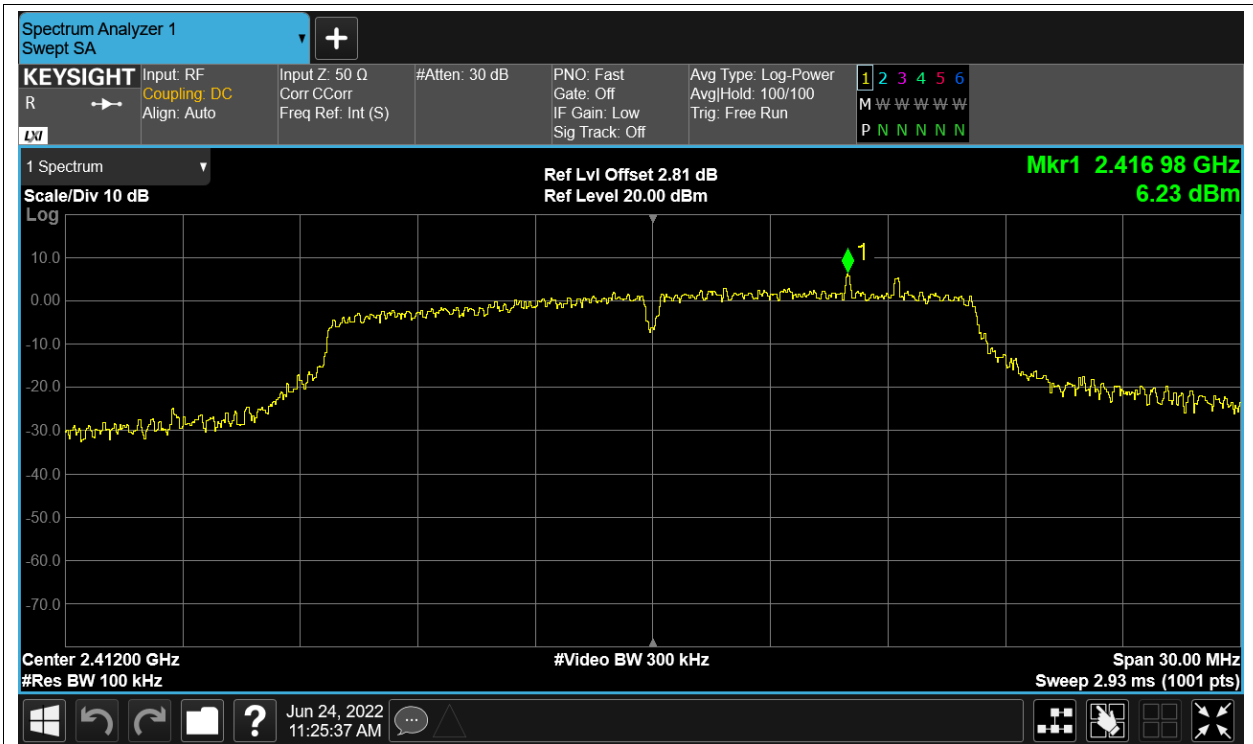 Spectrum Analyzer 1
Swept SA
KEYSIGHT
R
LXI
Input: RF
Coupling: DC
Align: Auto
Input Z: 50 Ω
Corr CCorr
Freq Ref: Int (S)
#Atten: 30 dB
PNO: Fast
Gate: Off
IF Gain: Low
Sig Track: Off
Avg Type: Log-Power
Avg|Hold: 100/100
Trig: Free Run
1 2 3 4 5 6
M W W W W W
P N N N N N
1 Spectrum
Scale/Div 10 dB
Log
Ref Lvl Offset 2.81 dB
Ref Level 20.00 dBm
Mkr1 2.416 98 GHz
6.23 dBm
1
10.0
0.00
-10.0
-20.0
-30.0
-40.0
-50.0
-60.0
-70.0
Center 2.41200 GHz
#Video BW 300 kHz
Span 30.00 MHz
#Res BW 100 kHz
Sweep 2.93 ms (1001 pts)
?
Jun 24, 2022
11:25:37 AM